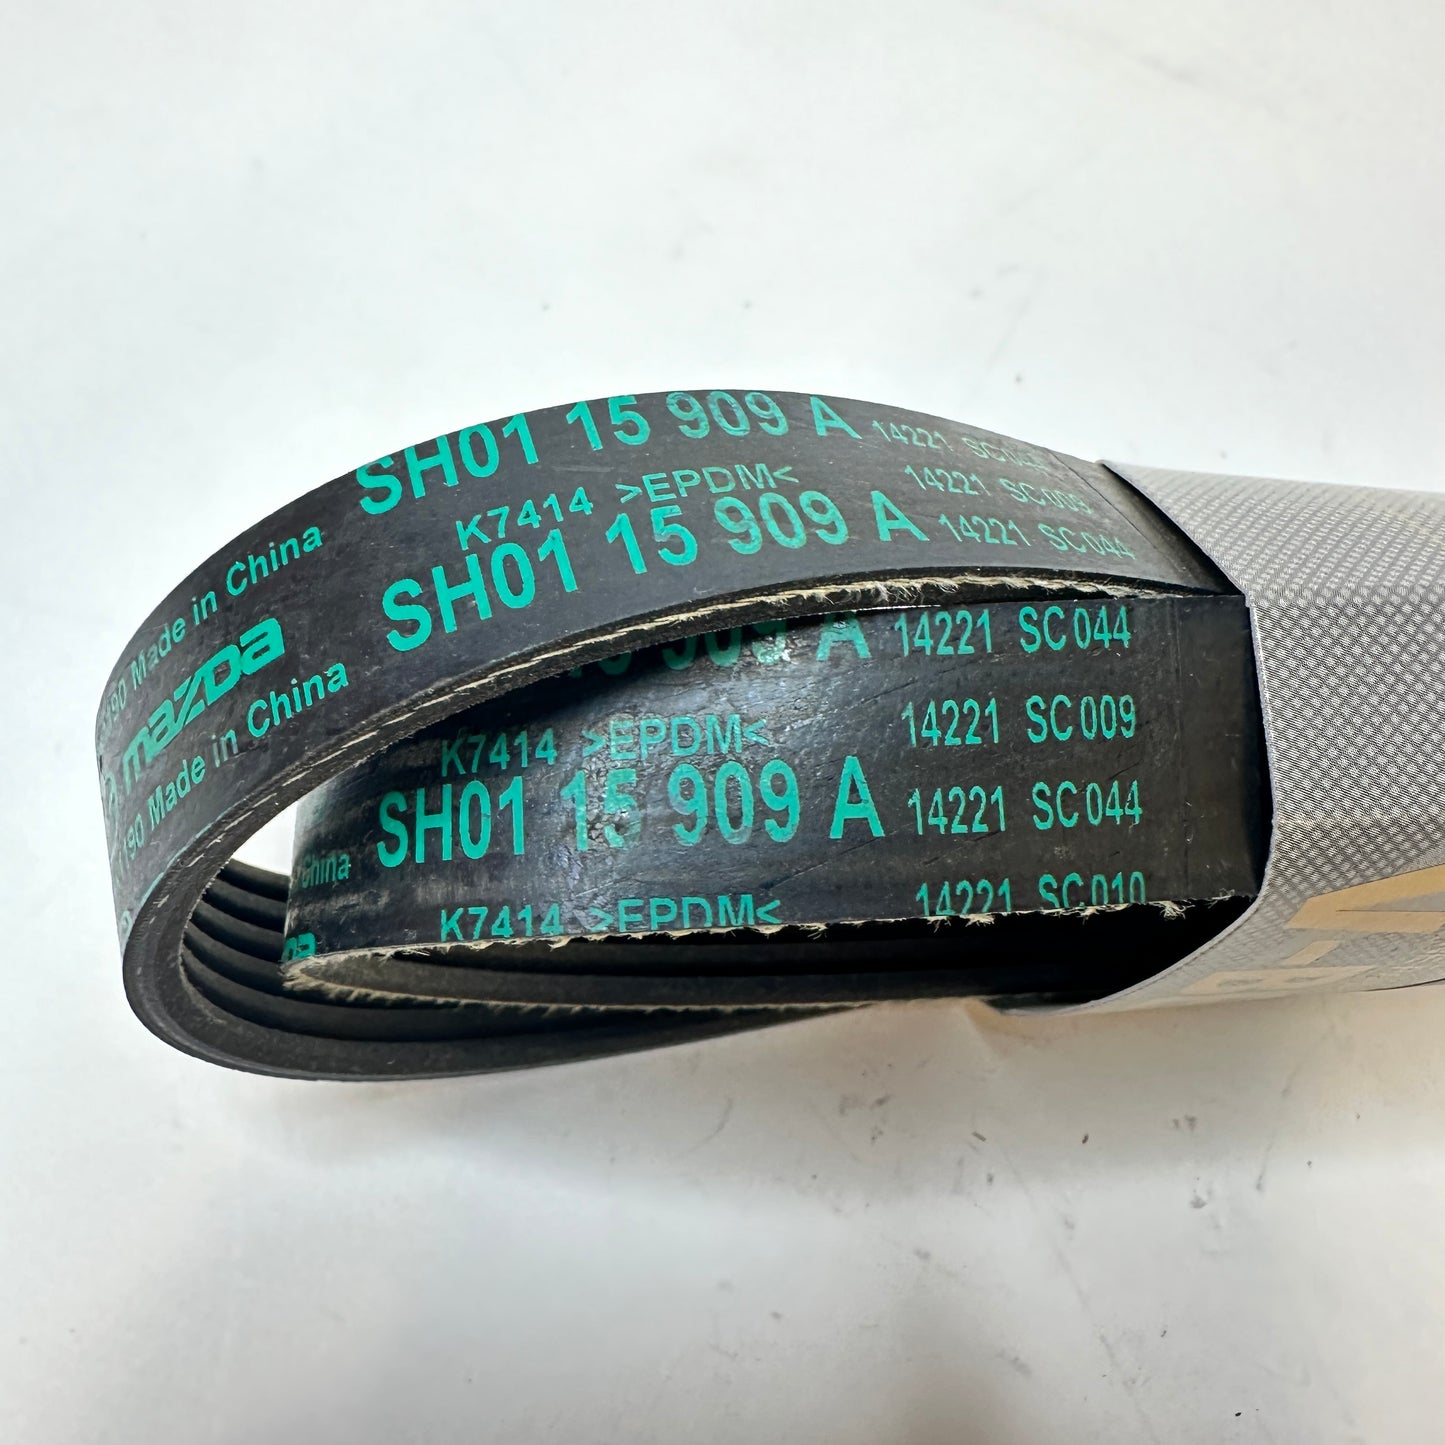 SH01 15 909 A 14221 SC044
K7414 >EPDM< 14221 SC009
Made in China SH01 15 909 A 14221 SC044
mazda
190 Made in China
909 A 14221 SC044
K7414 >EPDM< 14221 SC009
China SH01 15 909 A 14221 SC044
K7414 >EPDM< 14221 SC010